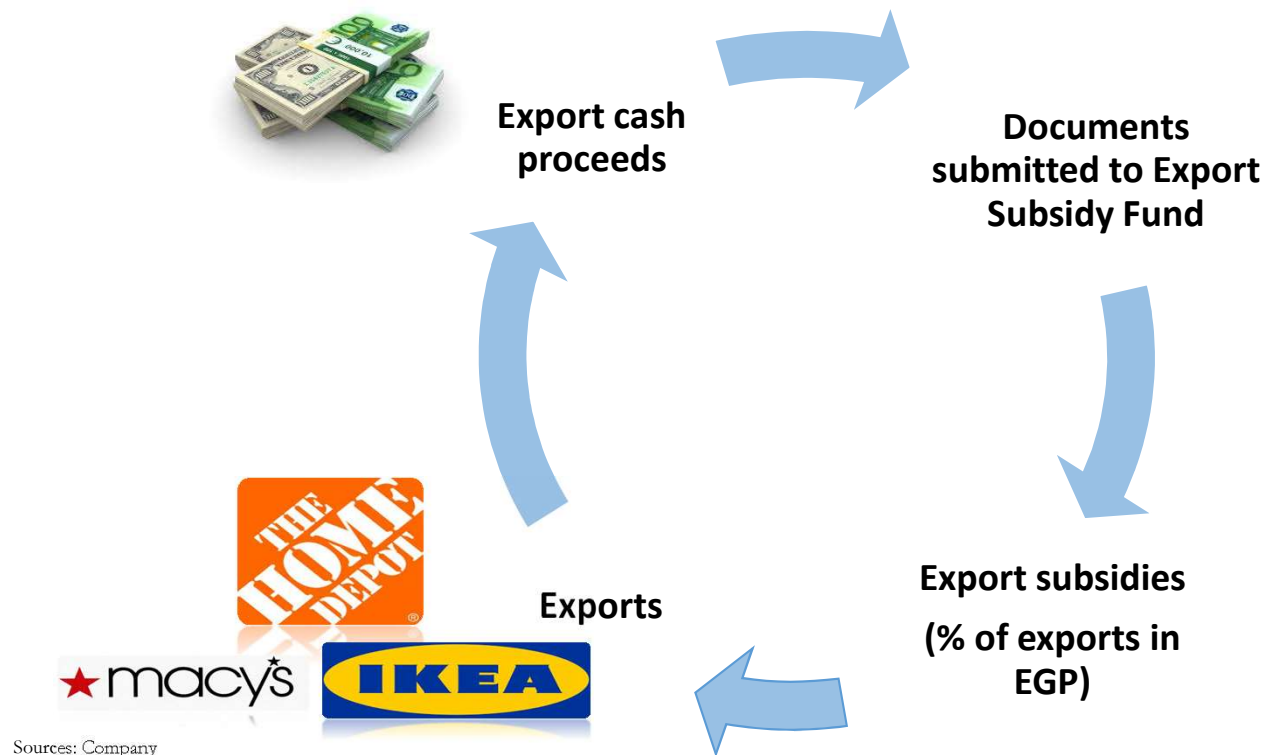 Export cash
proceeds
Documents
submitted to Export
Subsidy Fund
Export subsidies
(% of exports in
EGP)
Exports
THE
HOME
DEPOT
®
macy's
IKEA
Sources: Company